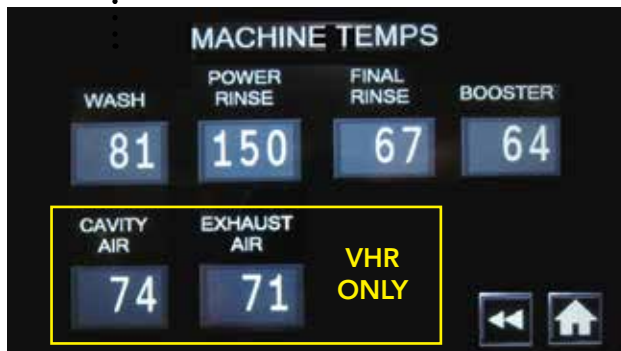 MACHINE TEMPS
WASH
POWER
RINSE
FINAL
RINSE
BOOSTER
81
150
67
64
CAVITY
AIR
EXHAUST
AIR
VHR
ONLY
74
71